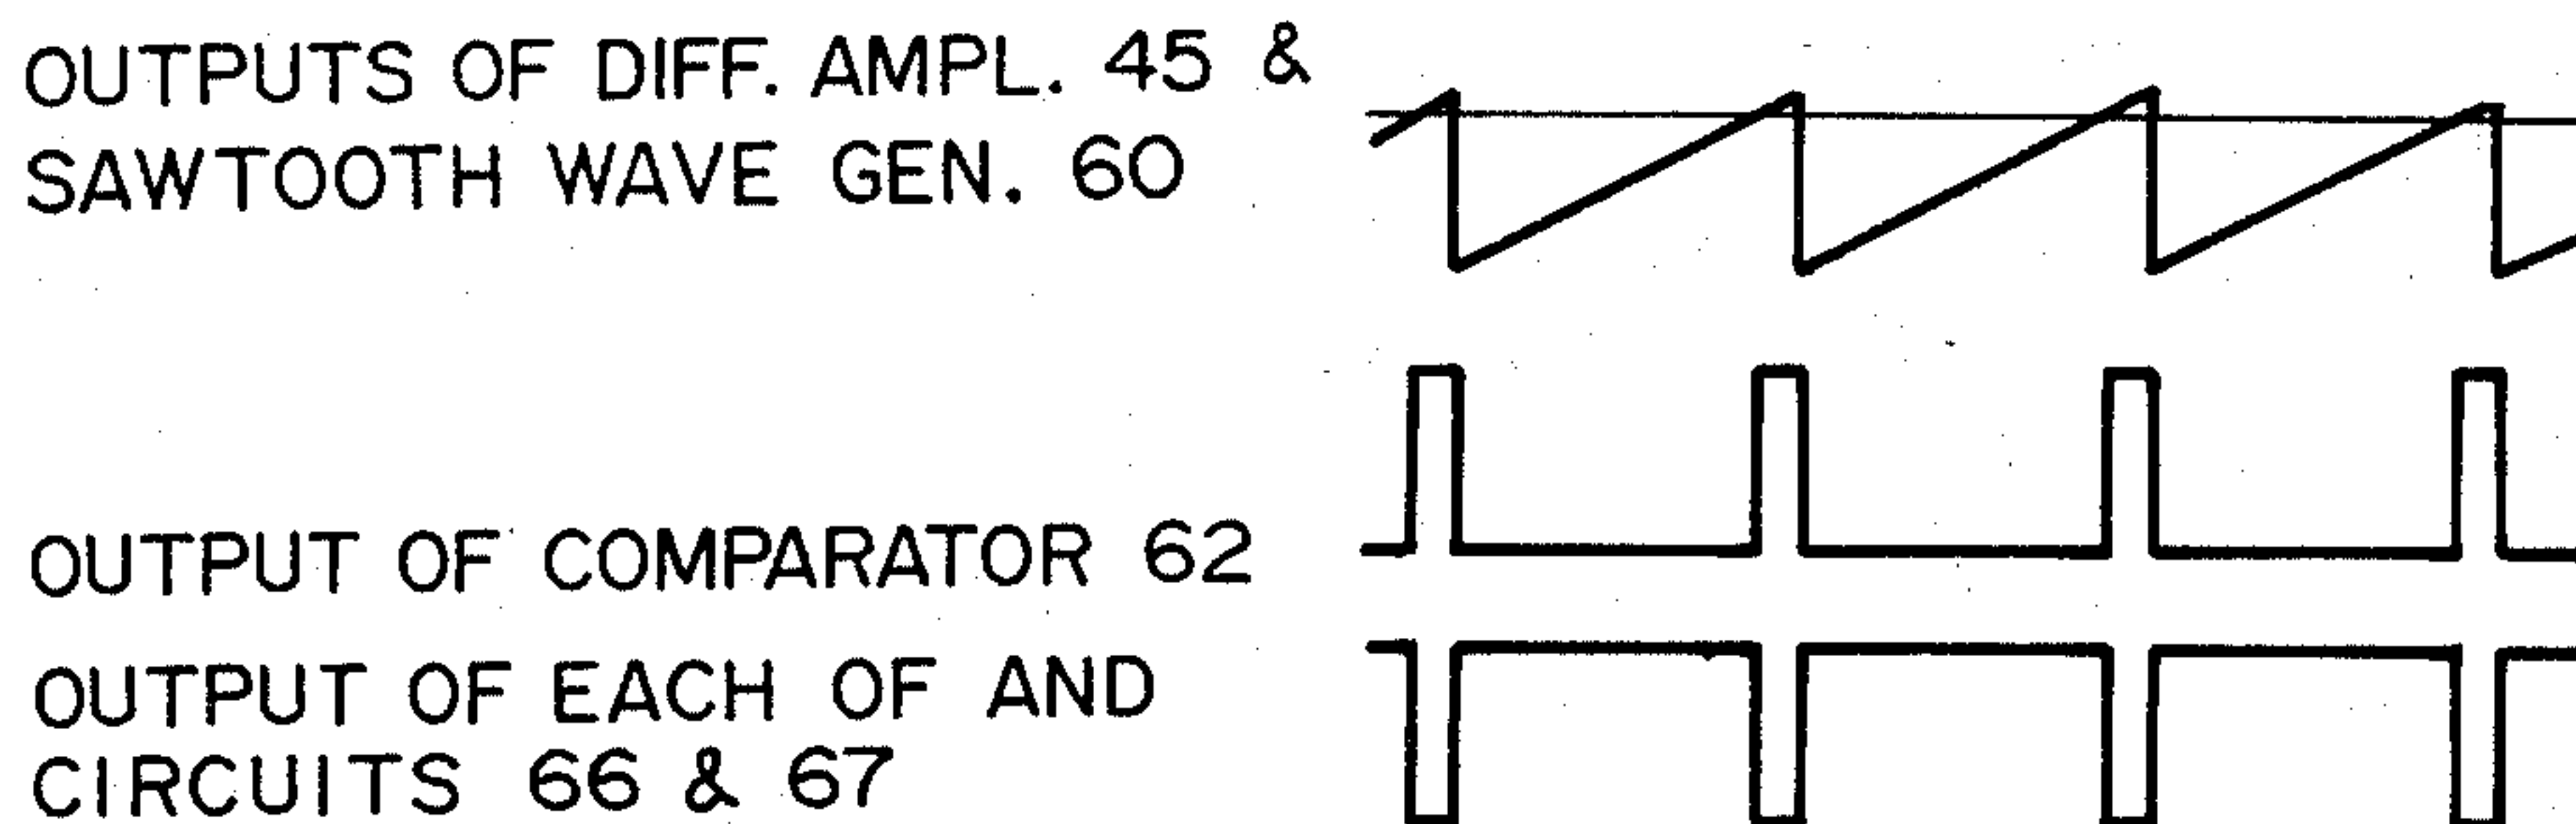 OUTPUTS OF DIFF. AMPL. 45 &
SAWTOOTH WAVE GEN. 60
OUTPUT OF COMPARATOR 62
OUTPUT OF EACH OF AND
CIRCUITS 66 & 67